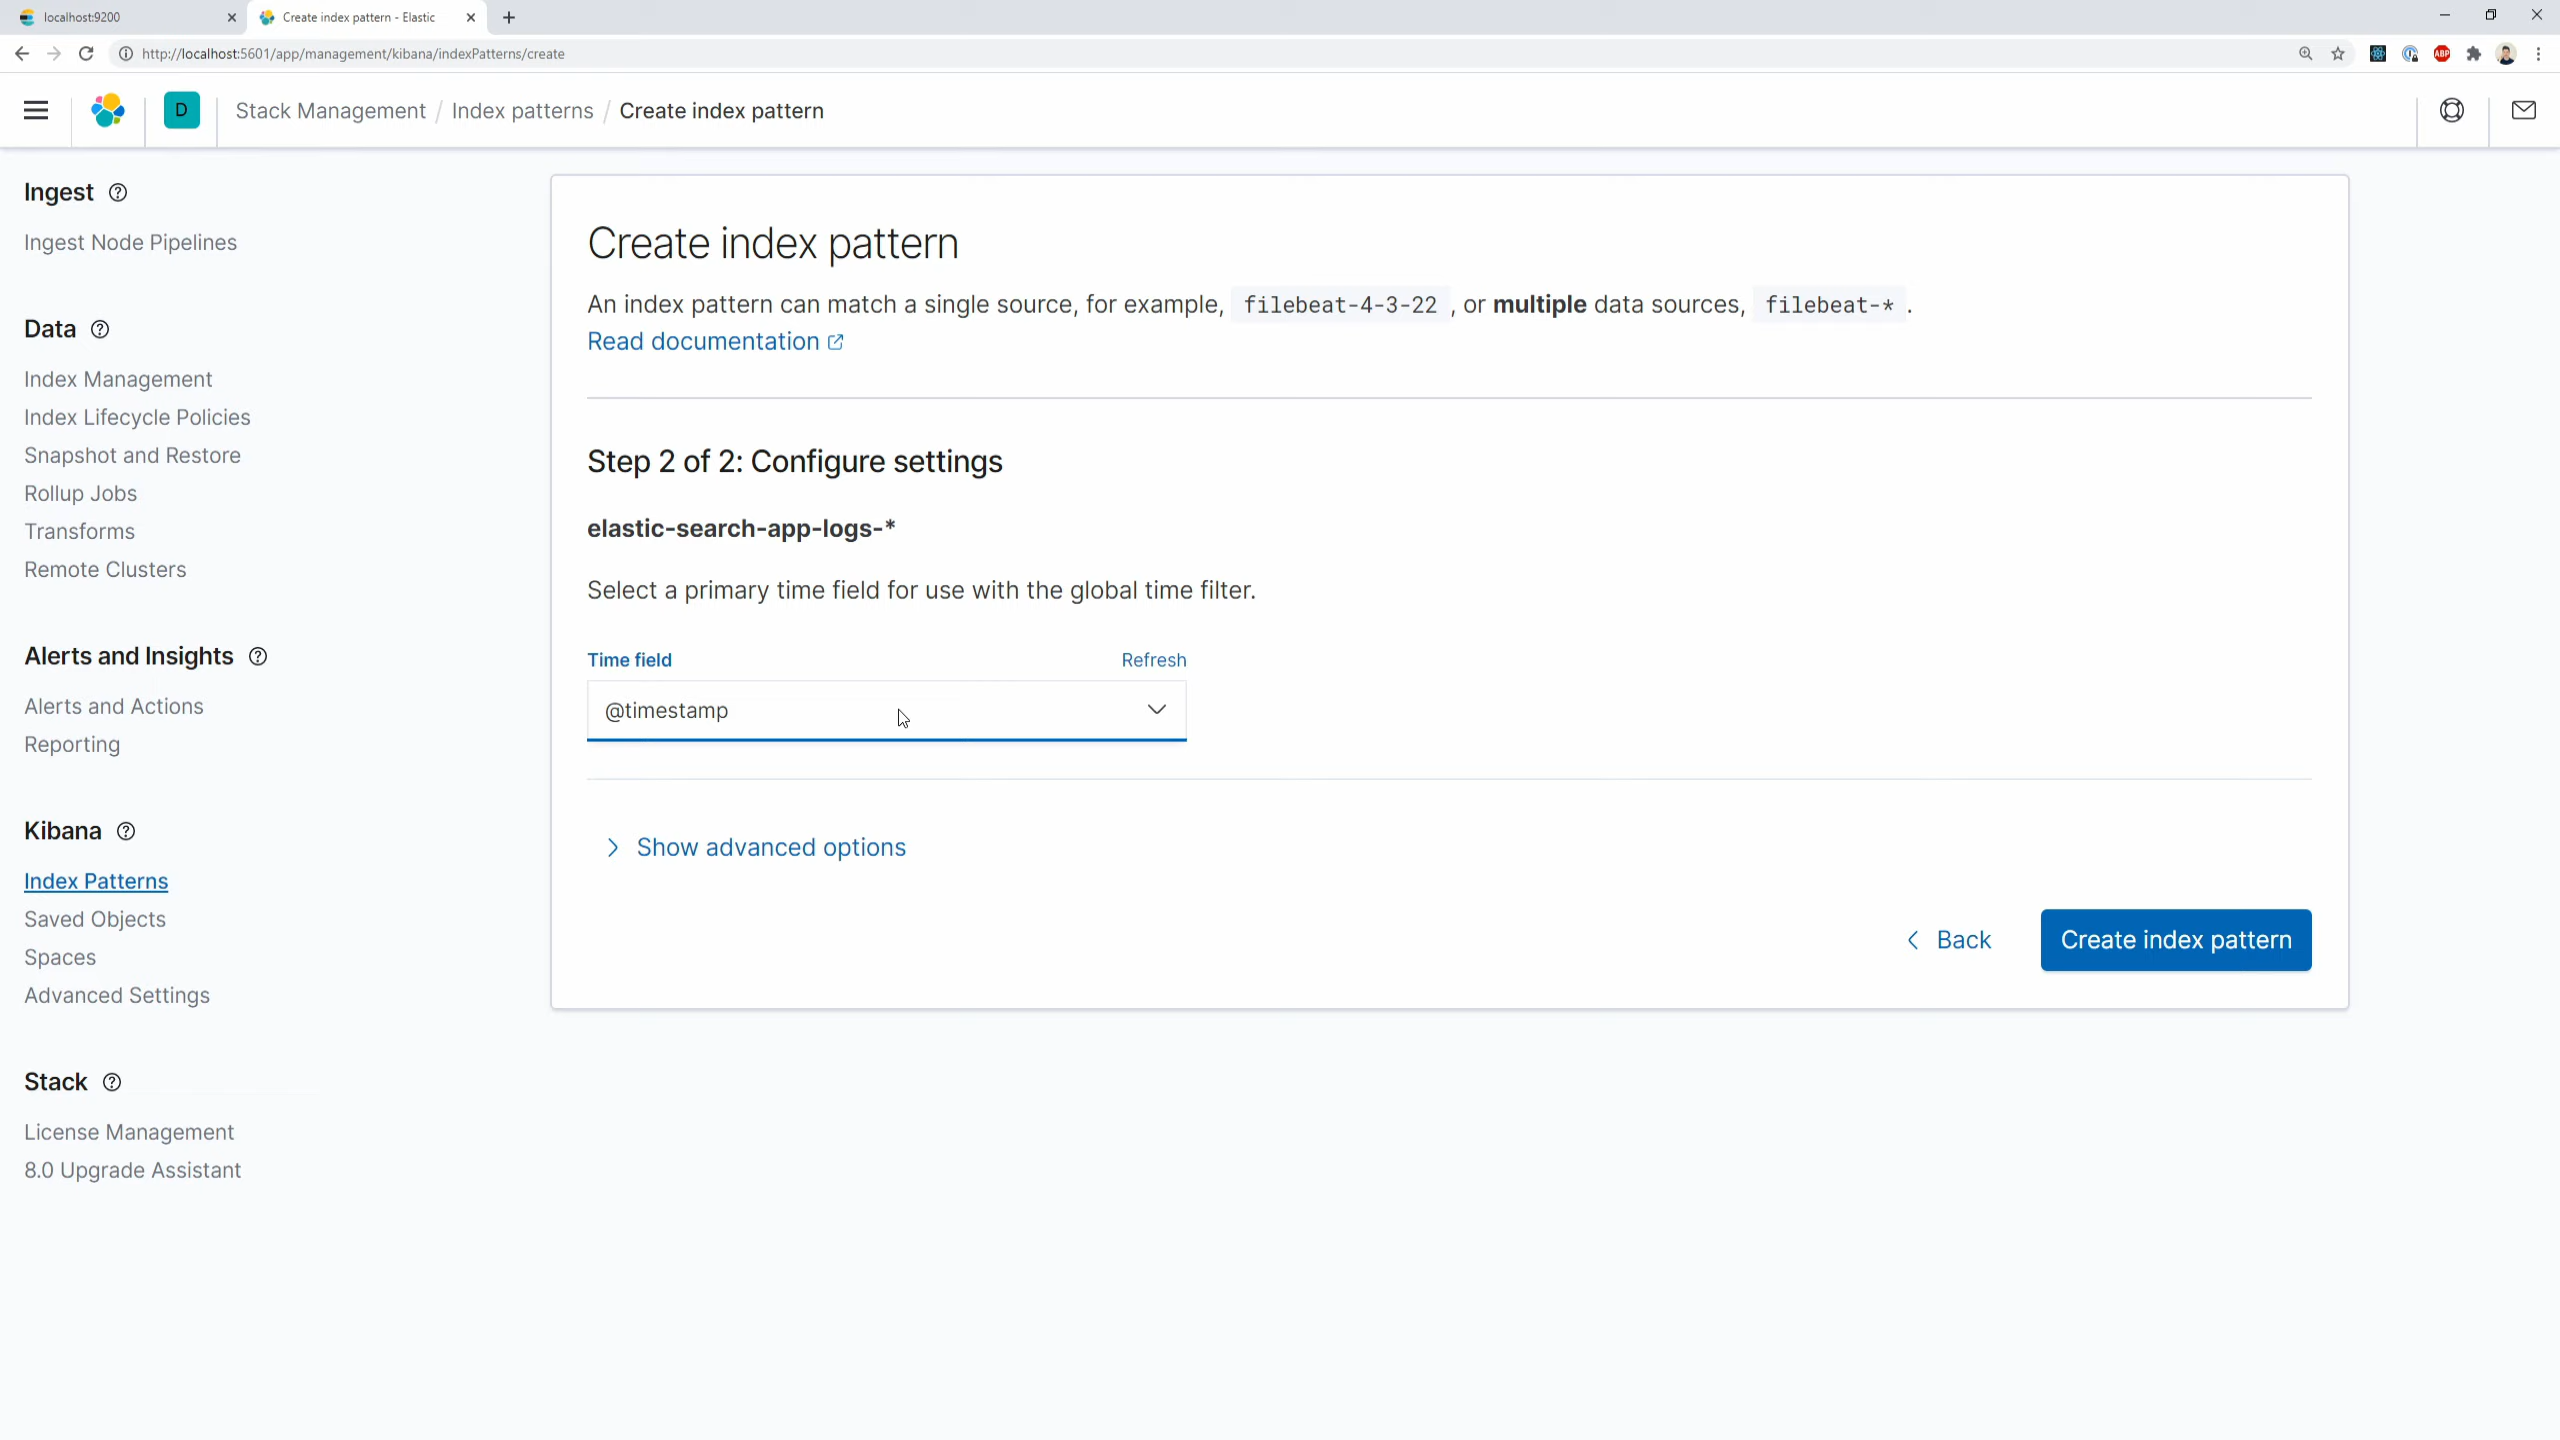 localhost:9200
Create index pattern - Elastic
http://localhost:5601/app/management/kibana/indexPatterns/create
ABP
D
Stack Management / Index patterns / Create index pattern
Ingest
Ingest Node Pipelines
Data
Index Management
Index Lifecycle Policies
Snapshot and Restore
Rollup Jobs
Transforms
Remote Clusters
Alerts and Insights
Alerts and Actions
Reporting
Kibana
Index Patterns
Saved Objects
Spaces
Advanced Settings
Stack
License Management
8.0 Upgrade Assistant
Create index pattern
An index pattern can match a single source, for example, filebeat-4-3-22 , or multiple data sources, filebeat-* .
Read documentation
Step 2 of 2: Configure settings
elastic-search-app-logs-*
Select a primary time field for use with the global time filter.
Time field Refresh
@timestamp
Show advanced options
Back Create index pattern